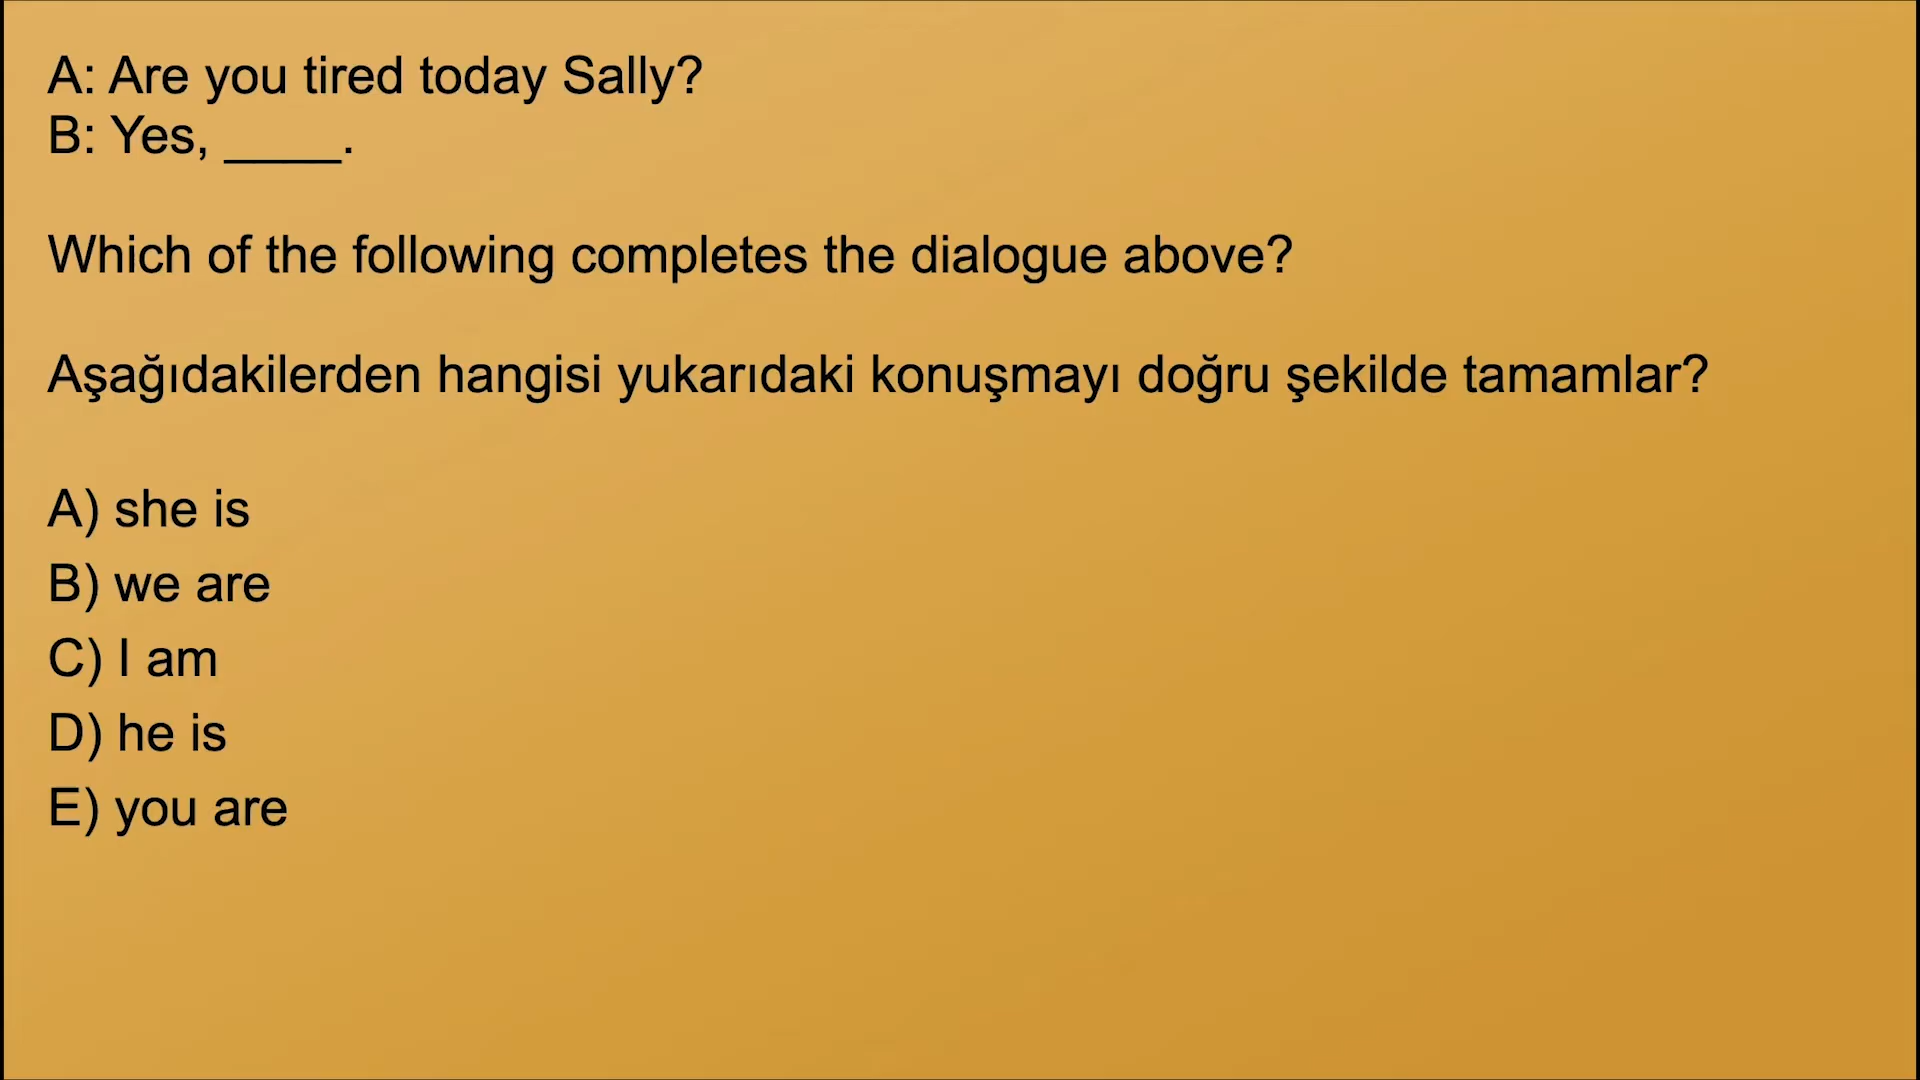 A: Are you tired today Sally?
B: Yes, ____.
Which of the following completes the dialogue above?
Aşağıdakilerden hangisi yukarıdaki konuşmayı doğru şekilde tamamlar?
A) she is
B) we are
C) I am
D) he is
E) you are